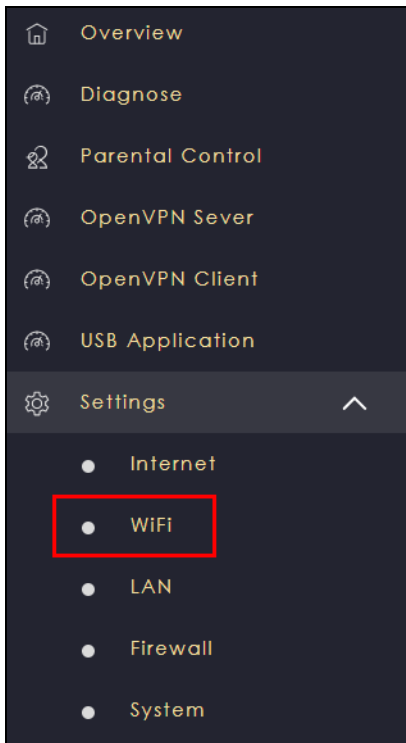 Overview
Diagnose
Parental Control
OpenVPN Sever
OpenVPN Client
USB Application
Settings
Internet
WiFi
LAN
Firewall
System